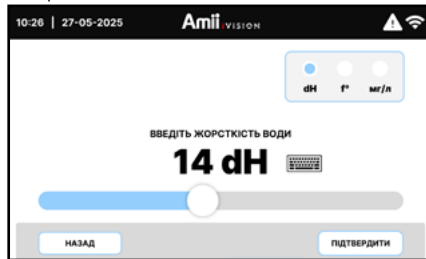 10:26 | 27-05-2025 Amii.VISION
dH f° мг/л
ВВЕДІТЬ ЖОРСТКІСТЬ ВОДИ
14 dH
НАЗАД ПІДТВЕРДИТИ